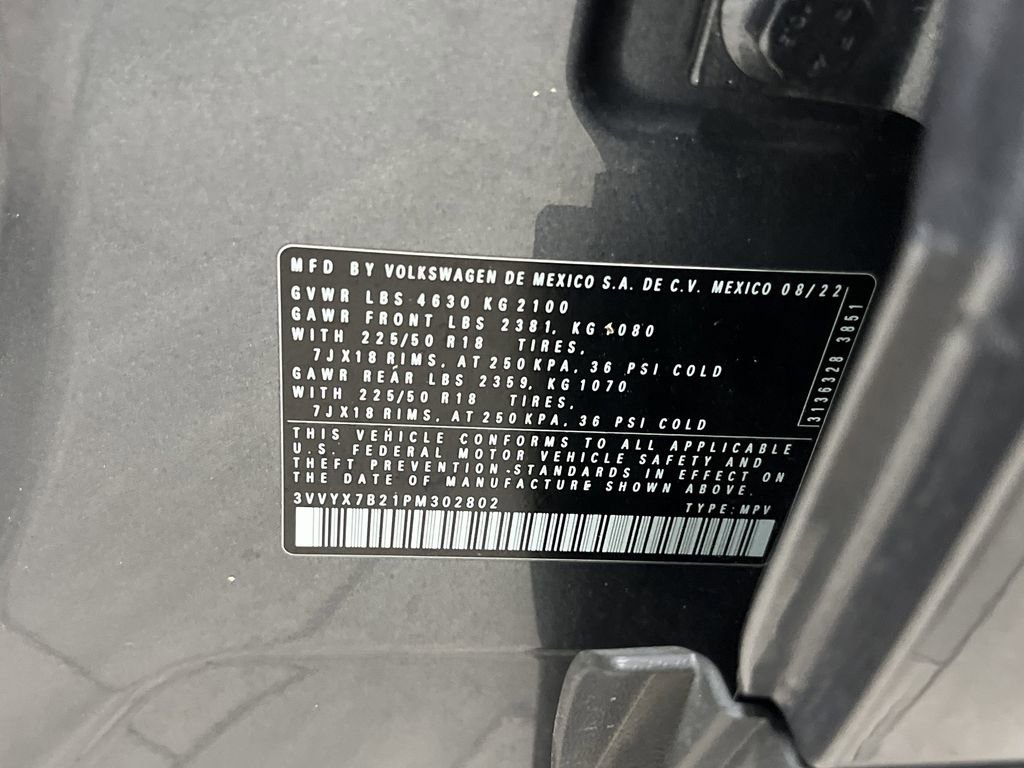 MFD BY VOLKSWAGEN DE MEXICO S.A. DE C.V. MEXICO 08/22
GVWR LBS 4630 KG 2100
GAWR FRONT LBS 2381, KG 1080
WITH 225/50 R18 TIRES,
7JX18 RIMS, AT 250 KPA, 36 PSI COLD
GAWR REAR LBS 2359, KG 1070
WITH 225/50 R18 TIRES,
7JX18 RIMS, AT 250 KPA, 36 PSI COLD
3136328 3851
THIS VEHICLE CONFORMS TO ALL APPLICABLE
U.S. FEDERAL MOTOR VEHICLE SAFETY AND
THEFT PREVENTION STANDARDS IN EFFECT ON
THE DATE OF MANUFACTURE SHOWN ABOVE.
3VVYX7B21PM302802 TYPE: MPV